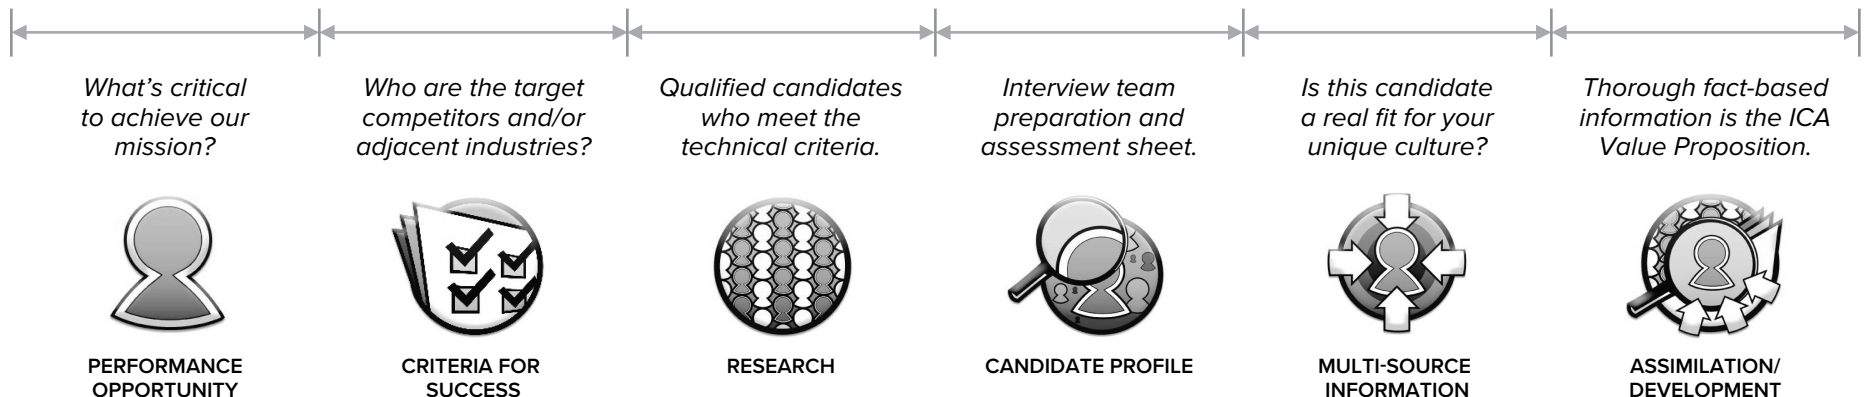 What’s critical
to achieve our
mission?
Who are the target
competitors and/or
adjacent industries?
Qualified candidates
who meet the
technical criteria.
Interview team
preparation and
assessment sheet.
Is this candidate
a real fit for your
unique culture?
Thorough fact-based
information is the ICA
Value Proposition.
PERFORMANCE
OPPORTUNITY
CRITERIA FOR
SUCCESS
RESEARCH
CANDIDATE PROFILE
MULTI-SOURCE
INFORMATION
ASSIMILATION/
DEVELOPMENT